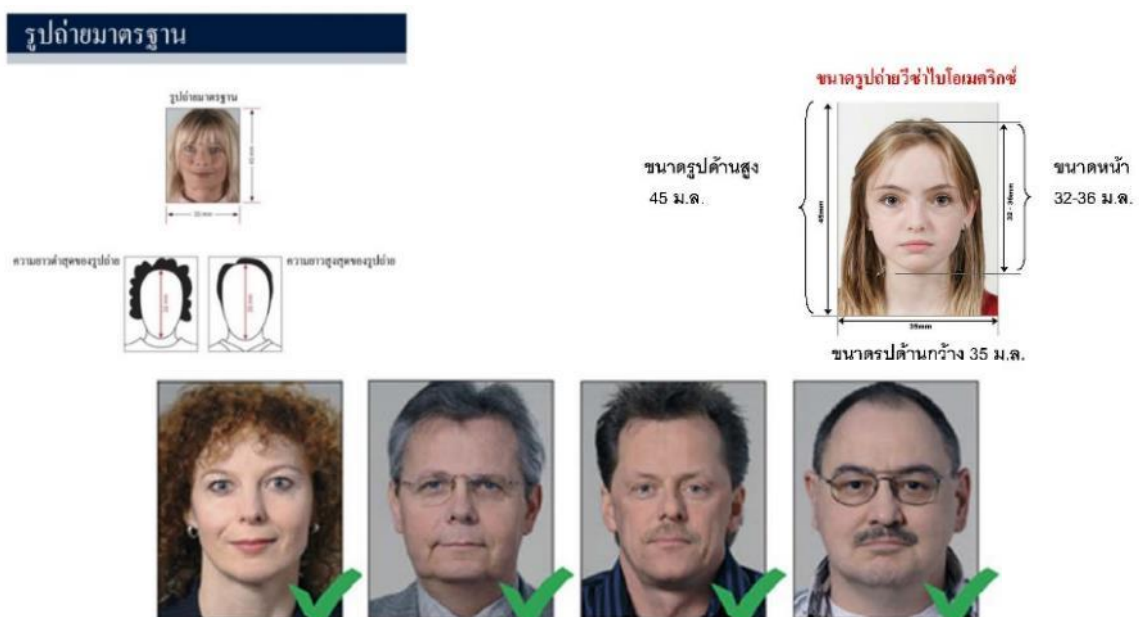 รูปถ่ายมาตรฐาน
รูปถ่ายมาตรฐาน
45 mm
35 mm
ความยาวต่ำสุดของรูปถ่าย
ความยาวสูงสุดของรูปถ่าย
ขนาดรูปถ่ายวีซ่าไบโอเมตริกซ์
ขนาดรูปด้านสูง
45 ม.ล.
45mm
32 - 36mm
ขนาดหน้า
32-36 ม.ล.
35mm
ขนาดรปด้านกว้าง 35 ม.ล.